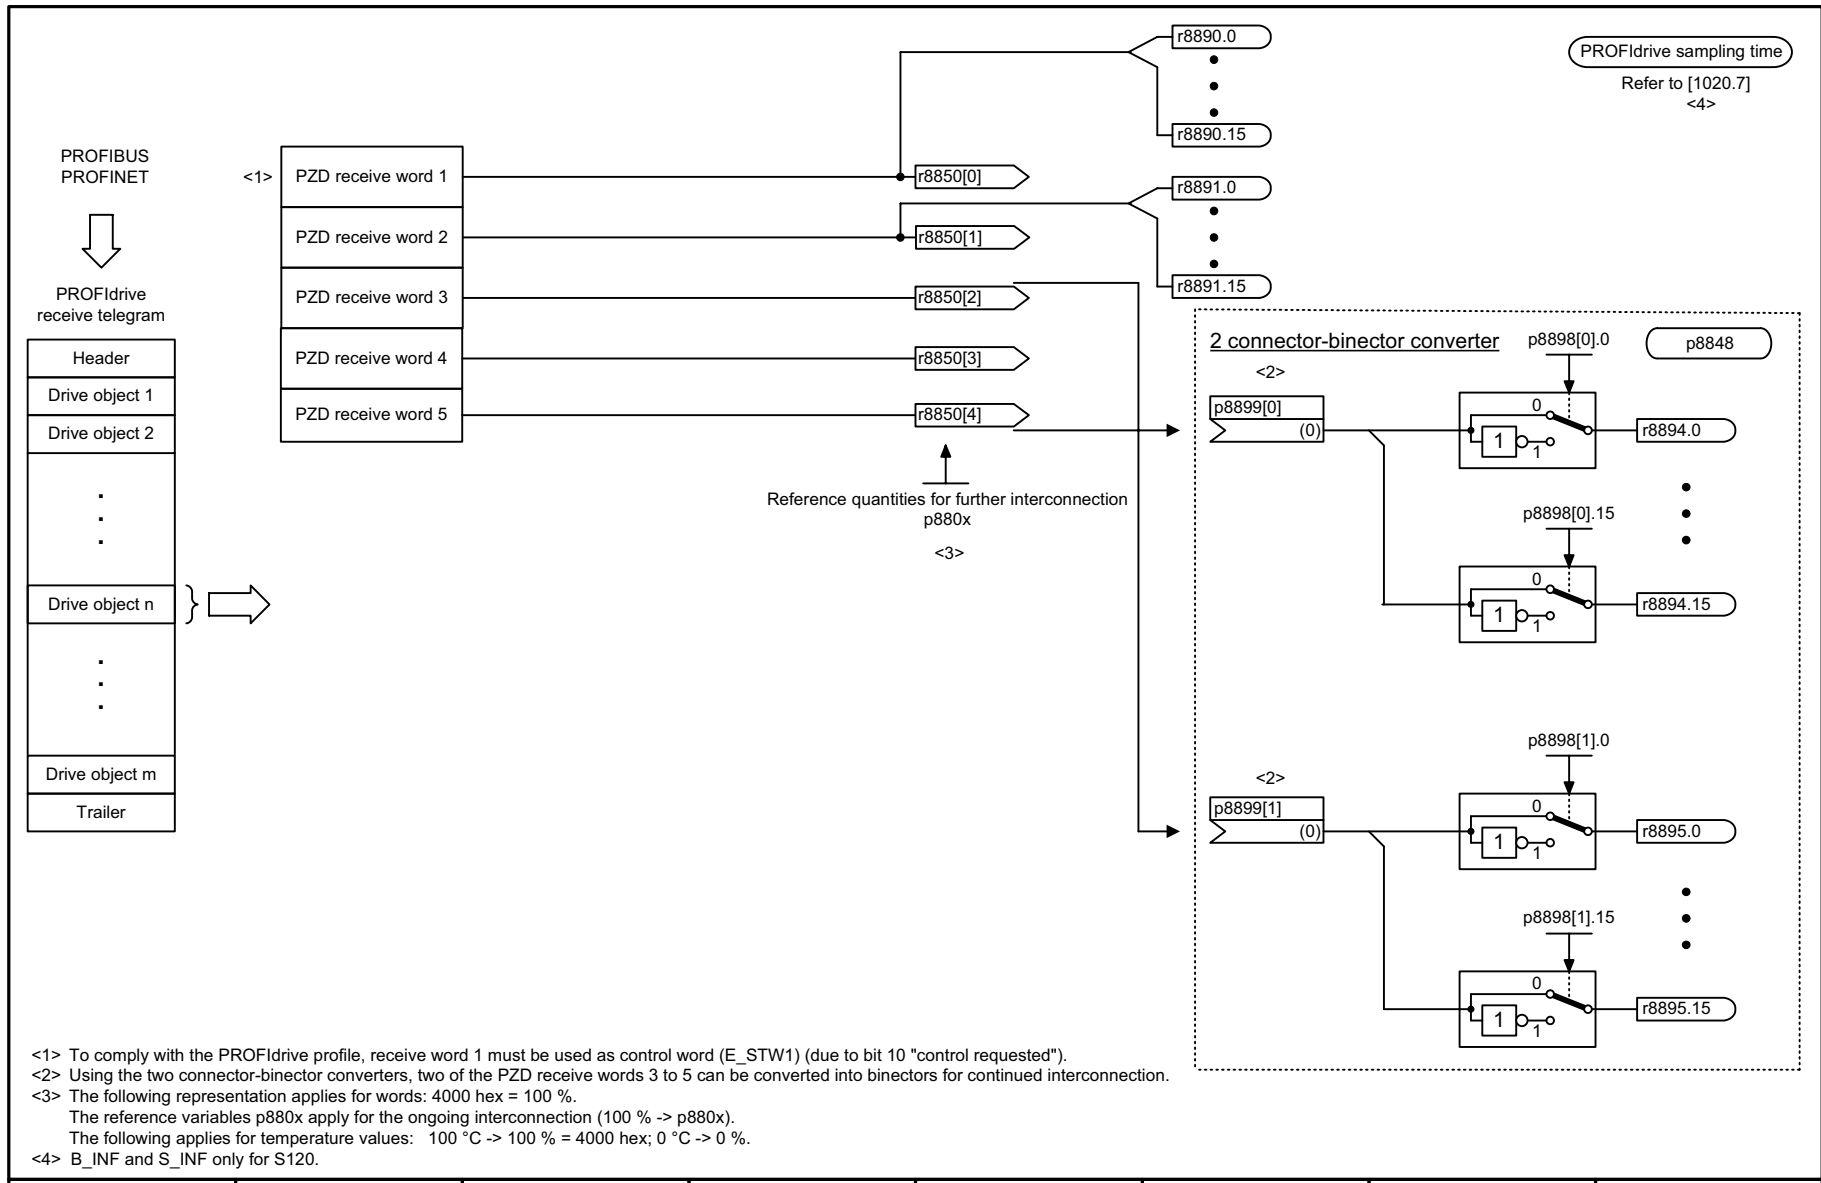 r8890.0
r8890.15
PROFIdrive sampling time
Refer to [1020.7]
<4>
PROFIBUS
PROFINET
PROFIdrive
receive telegram
Header
Drive object 1
Drive object 2
Drive object n
Drive object m
Trailer
<1>
PZD receive word 1
PZD receive word 2
PZD receive word 3
PZD receive word 4
PZD receive word 5
r8850[0]
r8850[1]
r8850[2]
r8850[3]
r8850[4]
Reference quantities for further interconnection
p880x
<3>
r8891.0
r8891.15
2 connector-binector converter
p8848
<2>
p8899[0]
(0)
p8898[0].0
0
1
1
r8894.0
p8898[0].15
0
1
1
r8894.15
<2>
p8899[1]
(0)
p8898[1].0
0
1
1
r8895.0
p8898[1].15
0
1
1
r8895.15
<1> To comply with the PROFIdrive profile, receive word 1 must be used as control word (E_STW1) (due to bit 10 "control requested").
<2> Using the two connector-binector converters, two of the PZD receive words 3 to 5 can be converted into binectors for continued interconnection.
<3> The following representation applies for words: 4000 hex = 100 %.
The reference variables p880x apply for the ongoing interconnection (100 % -> p880x).
The following applies for temperature values: 100 °C -> 100 % = 4000 hex; 0 °C -> 0 %.
<4> B_INF and S_INF only for S120.